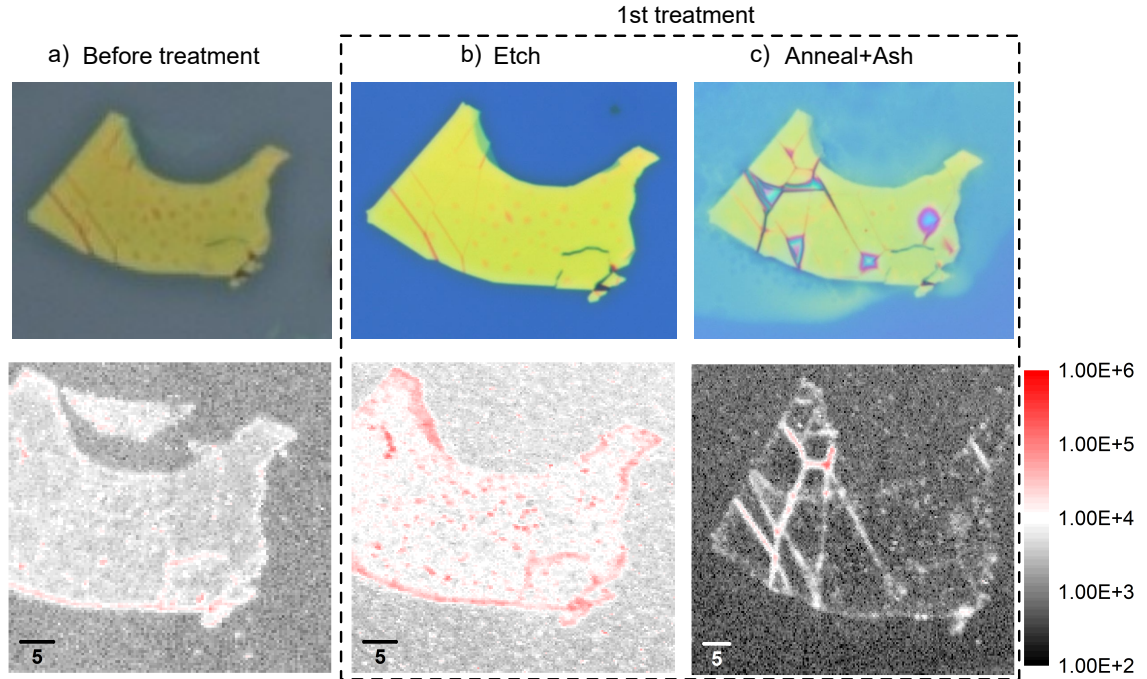 1st treatment
a) Before treatment
b) Etch
c) Anneal+Ash
1.00E+6
1.00E+5
1.00E+4
1.00E+3
1.00E+2
5
5
5